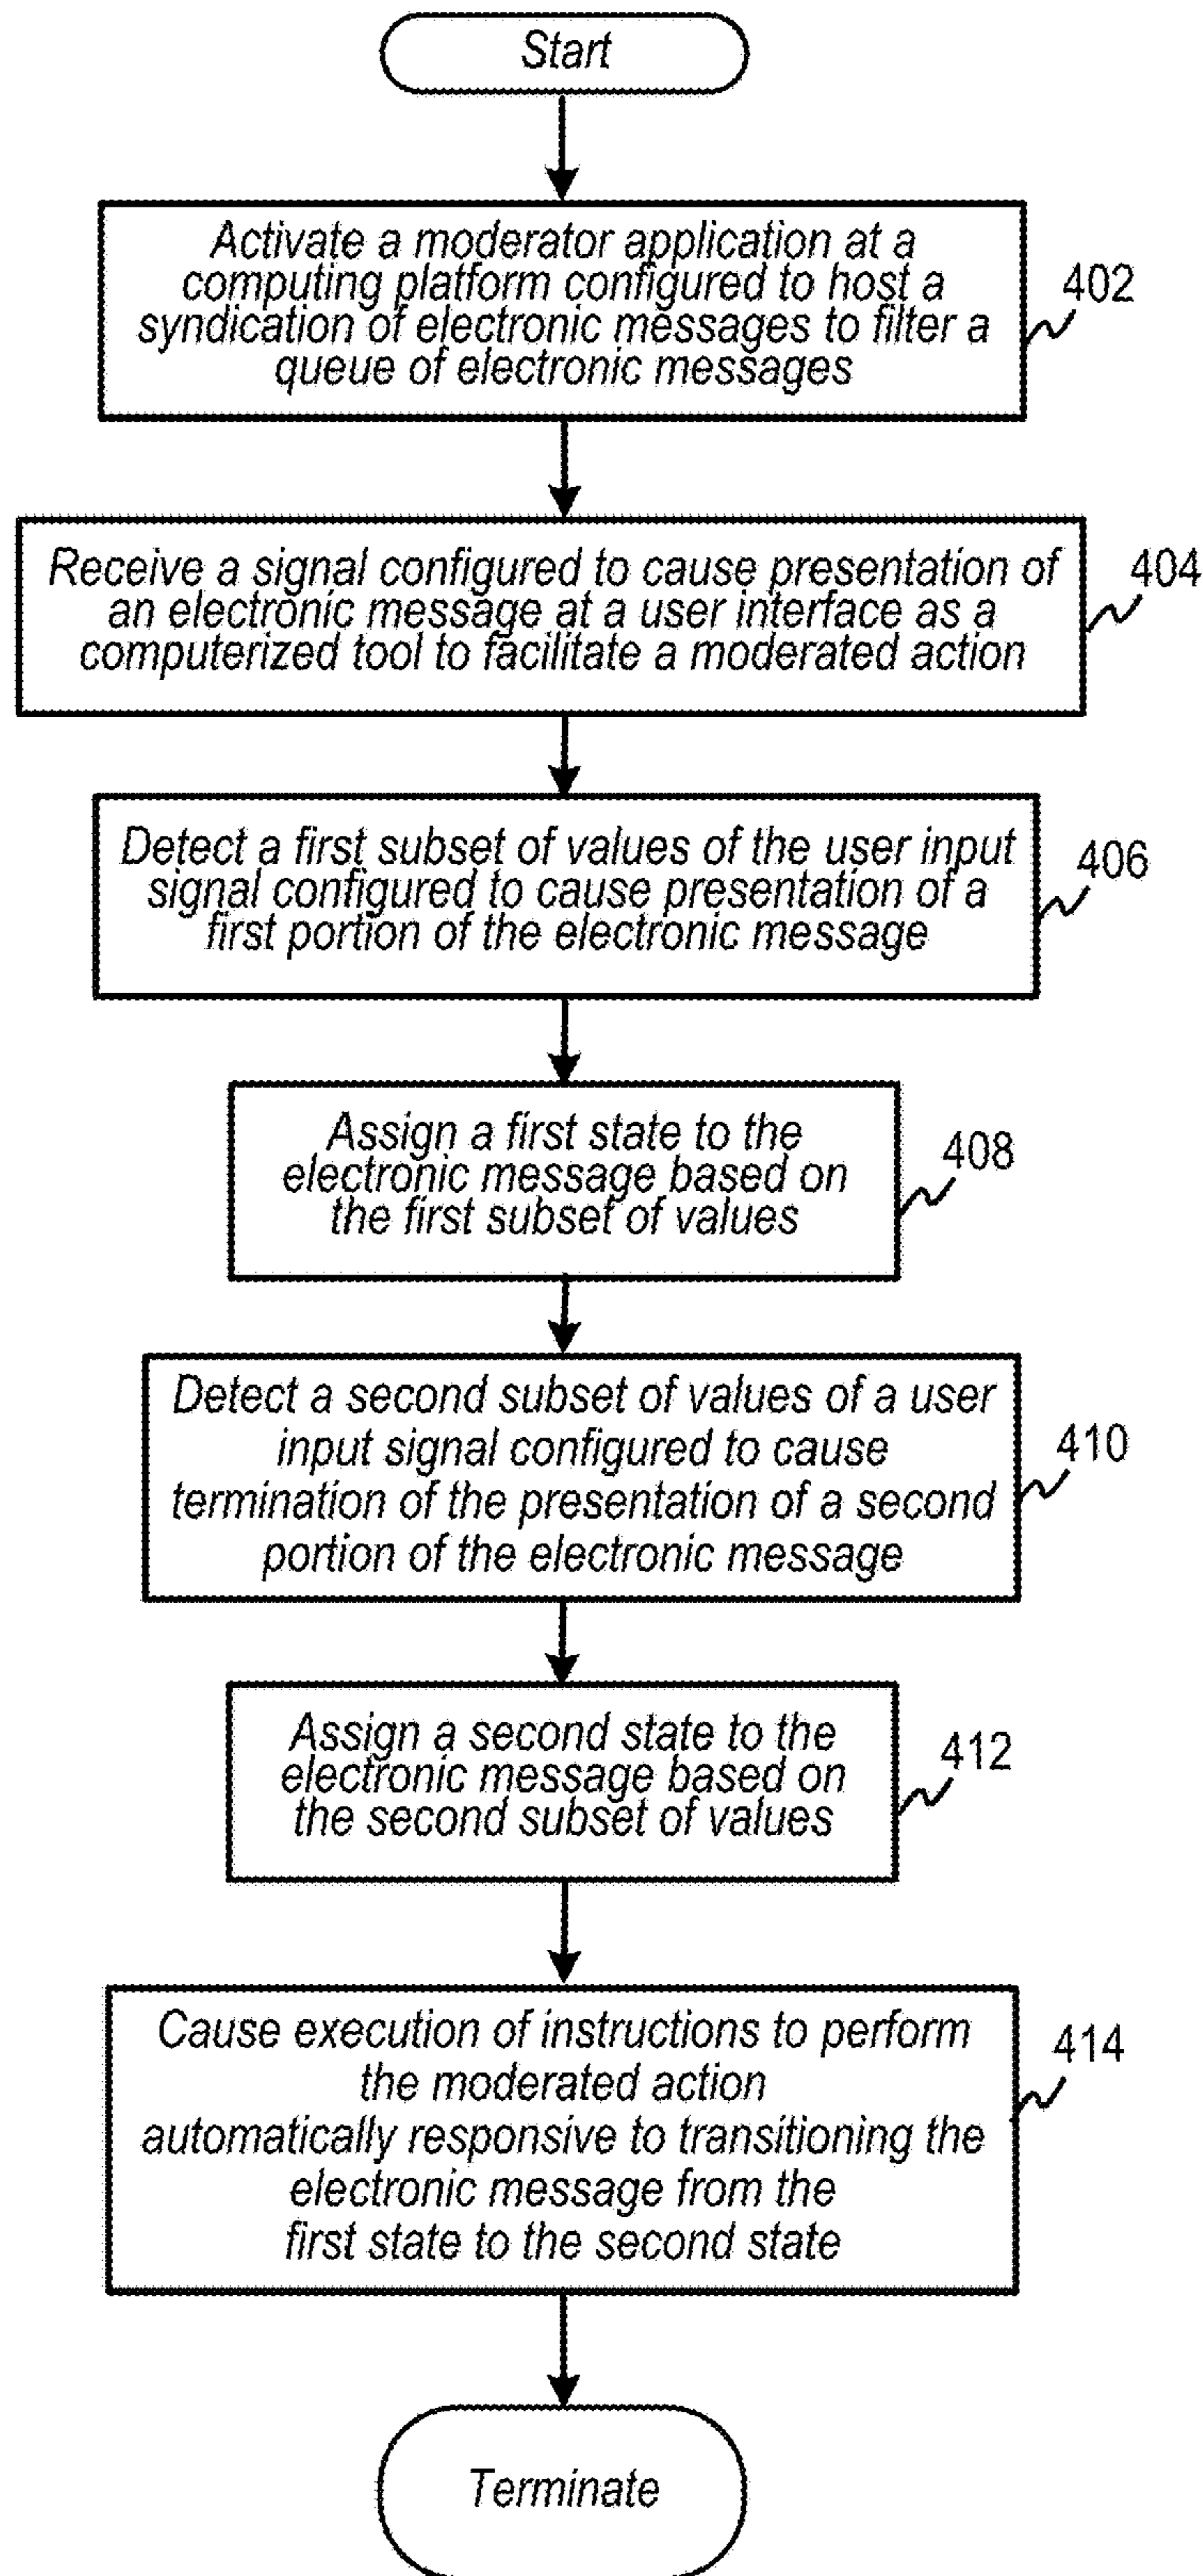 Start
Activate a moderator application at a
computing platform configured to host a
syndication of electronic messages to filter a
queue of electronic messages
402
Receive a signal configured to cause presentation of
an electronic message at a user interface as a
computerized tool to facilitate a moderated action
404
Detect a first subset of values of the user input
signal configured to cause presentation of a
first portion of the electronic message
406
Assign a first state to the
electronic message based on
the first subset of values
408
Detect a second subset of values of a user
input signal configured to cause
termination of the presentation of a second
portion of the electronic message
410
Assign a second state to the
electronic message based on
the second subset of values
412
Cause execution of instructions to perform
the moderated action
automatically responsive to transitioning the
electronic message from the
first state to the second state
414
Terminate